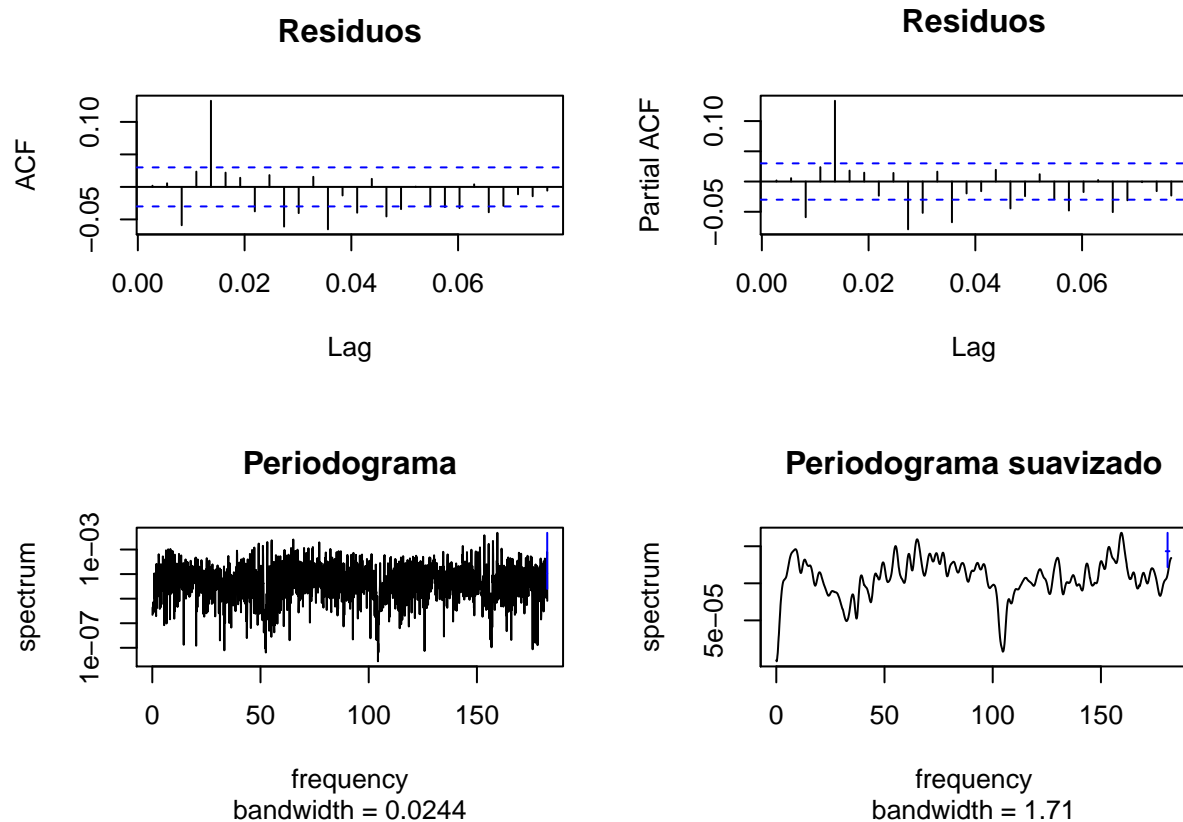 Residuos
ACF
0.10
−0.05
0.00 0.02 0.04 0.06
Lag
Residuos
Partial ACF
0.10
−0.05
0.00 0.02 0.04 0.06
Lag
Periodograma
spectrum
1e−03
1e−07
0 50 100 150
frequency
bandwidth = 0.0244
Periodograma suavizado
spectrum
5e−05
0 50 100 150
frequency
bandwidth = 1.71